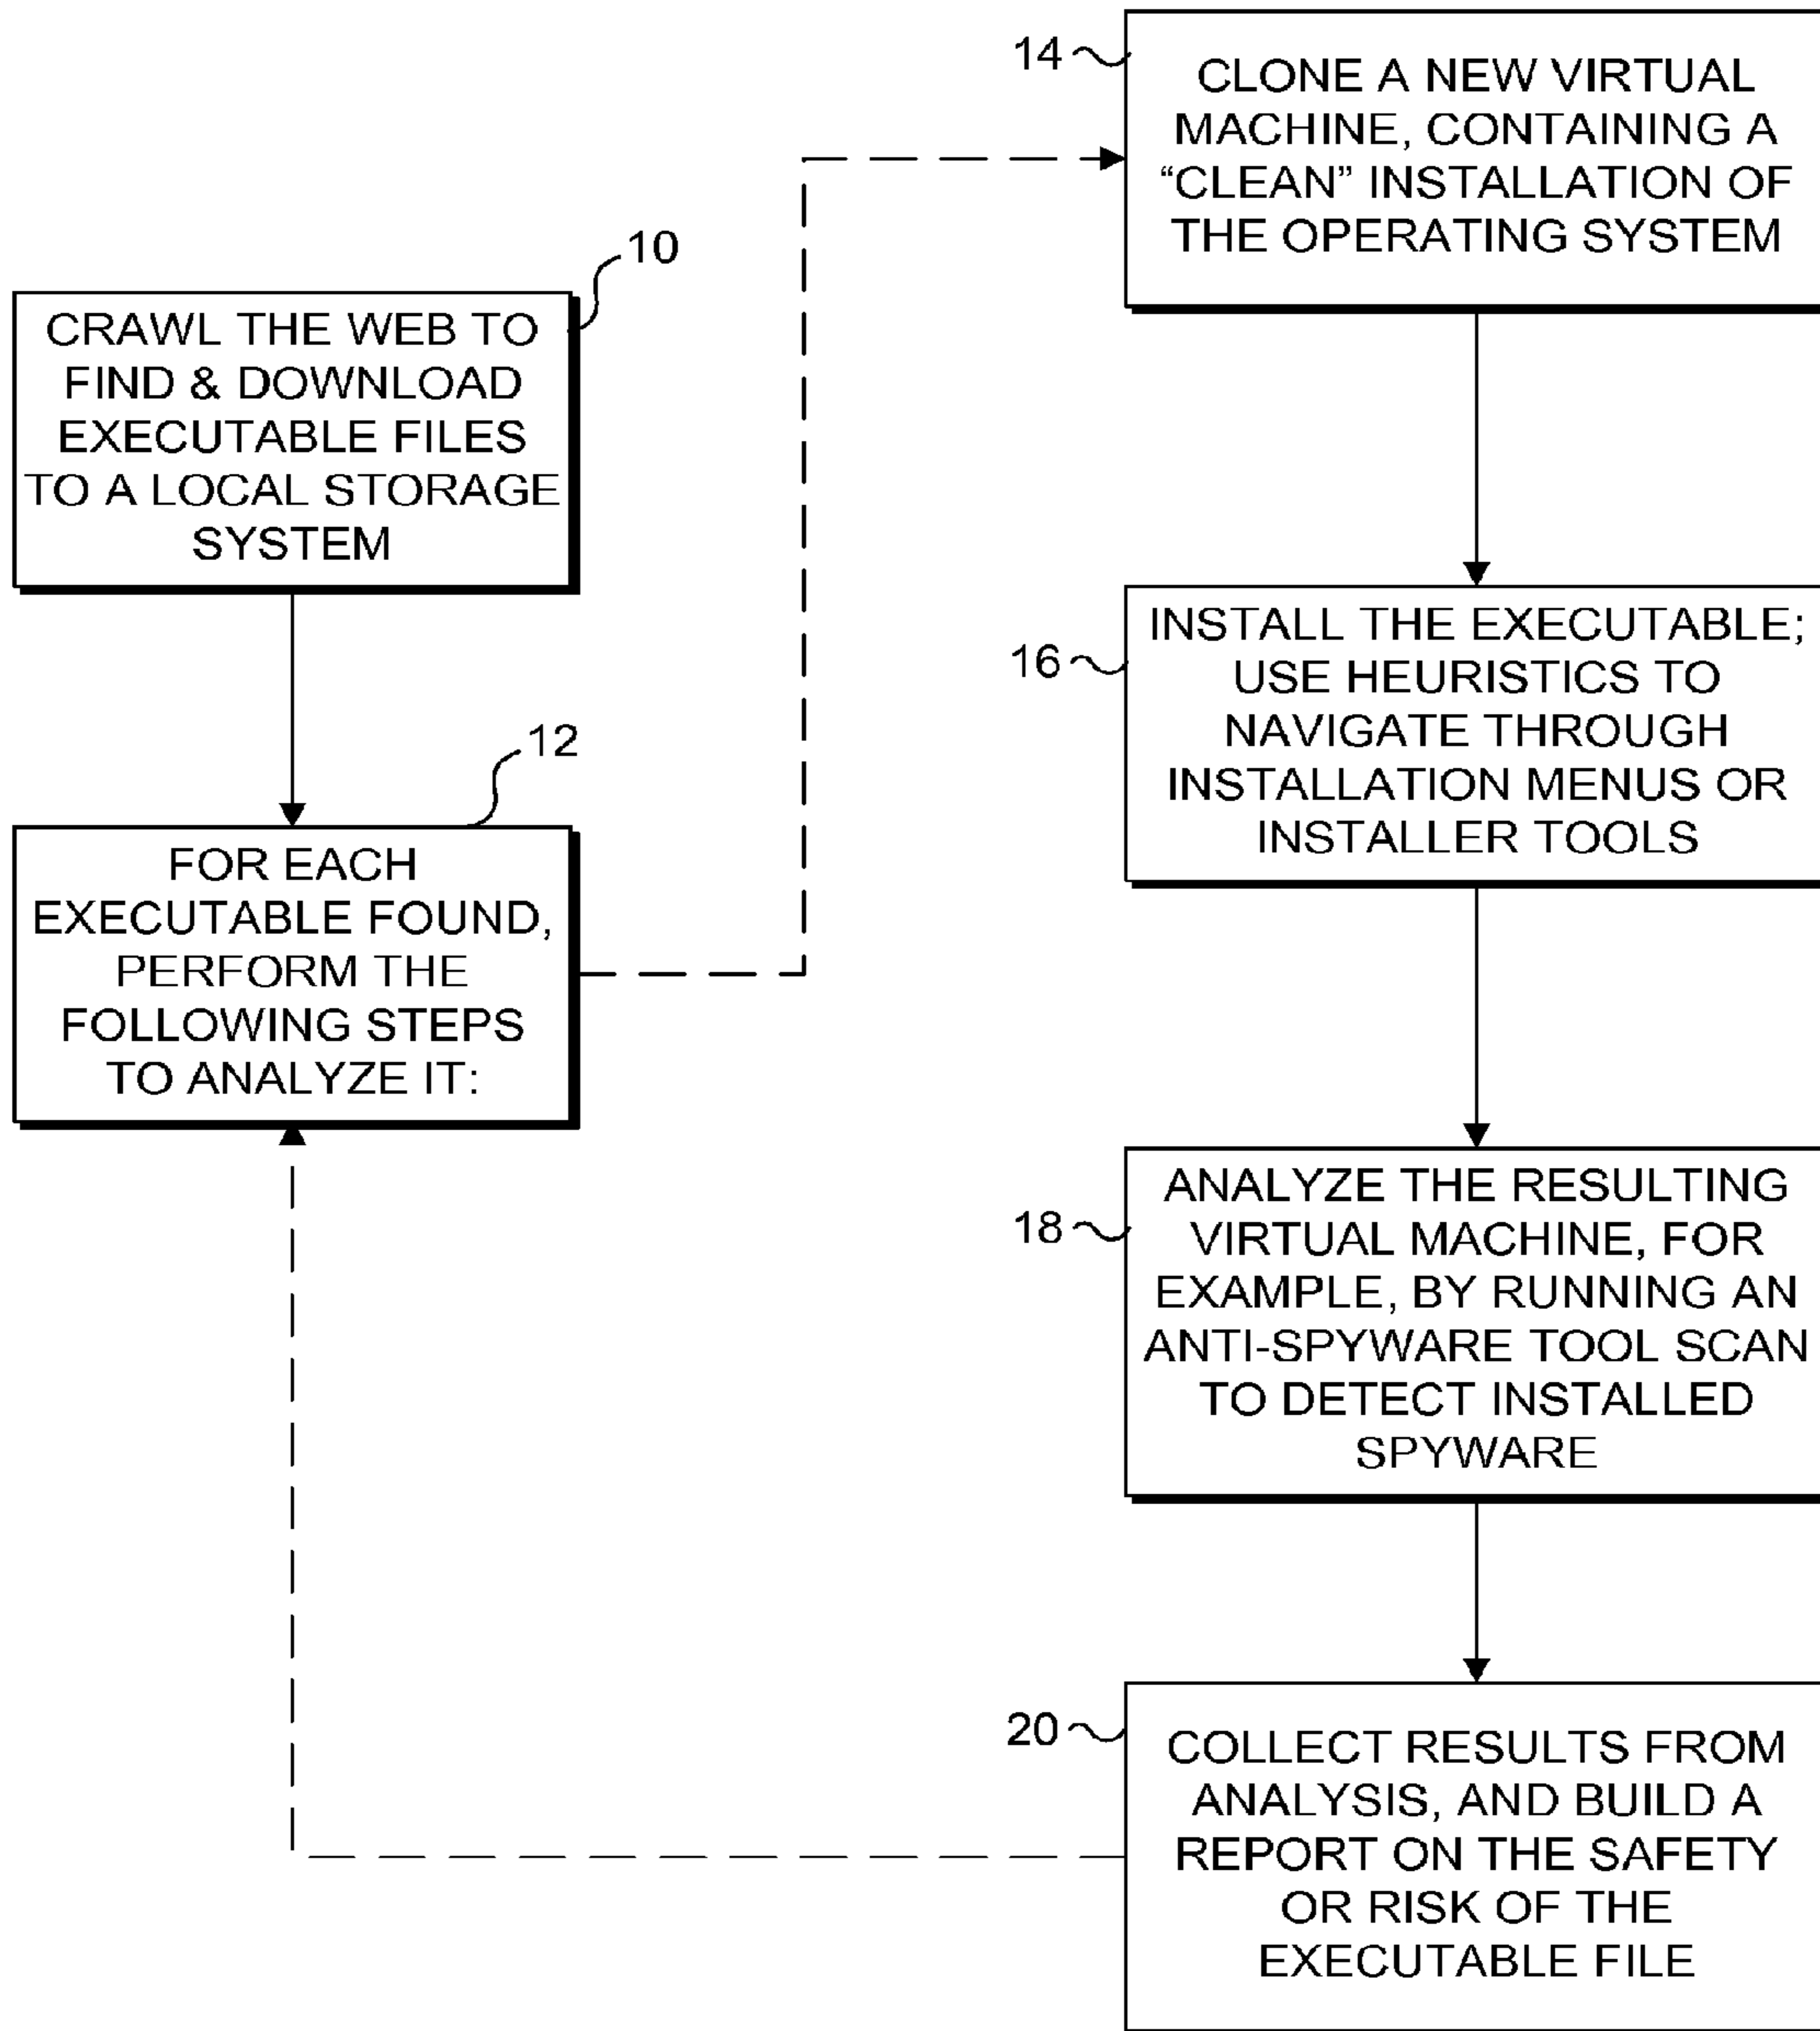 10
CRAWL THE WEB TO
FIND & DOWNLOAD
EXECUTABLE FILES
TO A LOCAL STORAGE
SYSTEM
12
FOR EACH
EXECUTABLE FOUND,
PERFORM THE
FOLLOWING STEPS
TO ANALYZE IT:
14
CLONE A NEW VIRTUAL
MACHINE, CONTAINING A
“CLEAN” INSTALLATION OF
THE OPERATING SYSTEM
16
INSTALL THE EXECUTABLE;
USE HEURISTICS TO
NAVIGATE THROUGH
INSTALLATION MENUS OR
INSTALLER TOOLS
18
ANALYZE THE RESULTING
VIRTUAL MACHINE, FOR
EXAMPLE, BY RUNNING AN
ANTI-SPYWARE TOOL SCAN
TO DETECT INSTALLED
SPYWARE
20
COLLECT RESULTS FROM
ANALYSIS, AND BUILD A
REPORT ON THE SAFETY
OR RISK OF THE
EXECUTABLE FILE